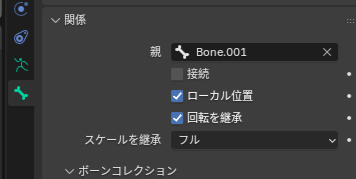 関係
親 Bone.001
接続
ローカル位置
回転を継承
スケールを継承 フル
ボーンコレクション